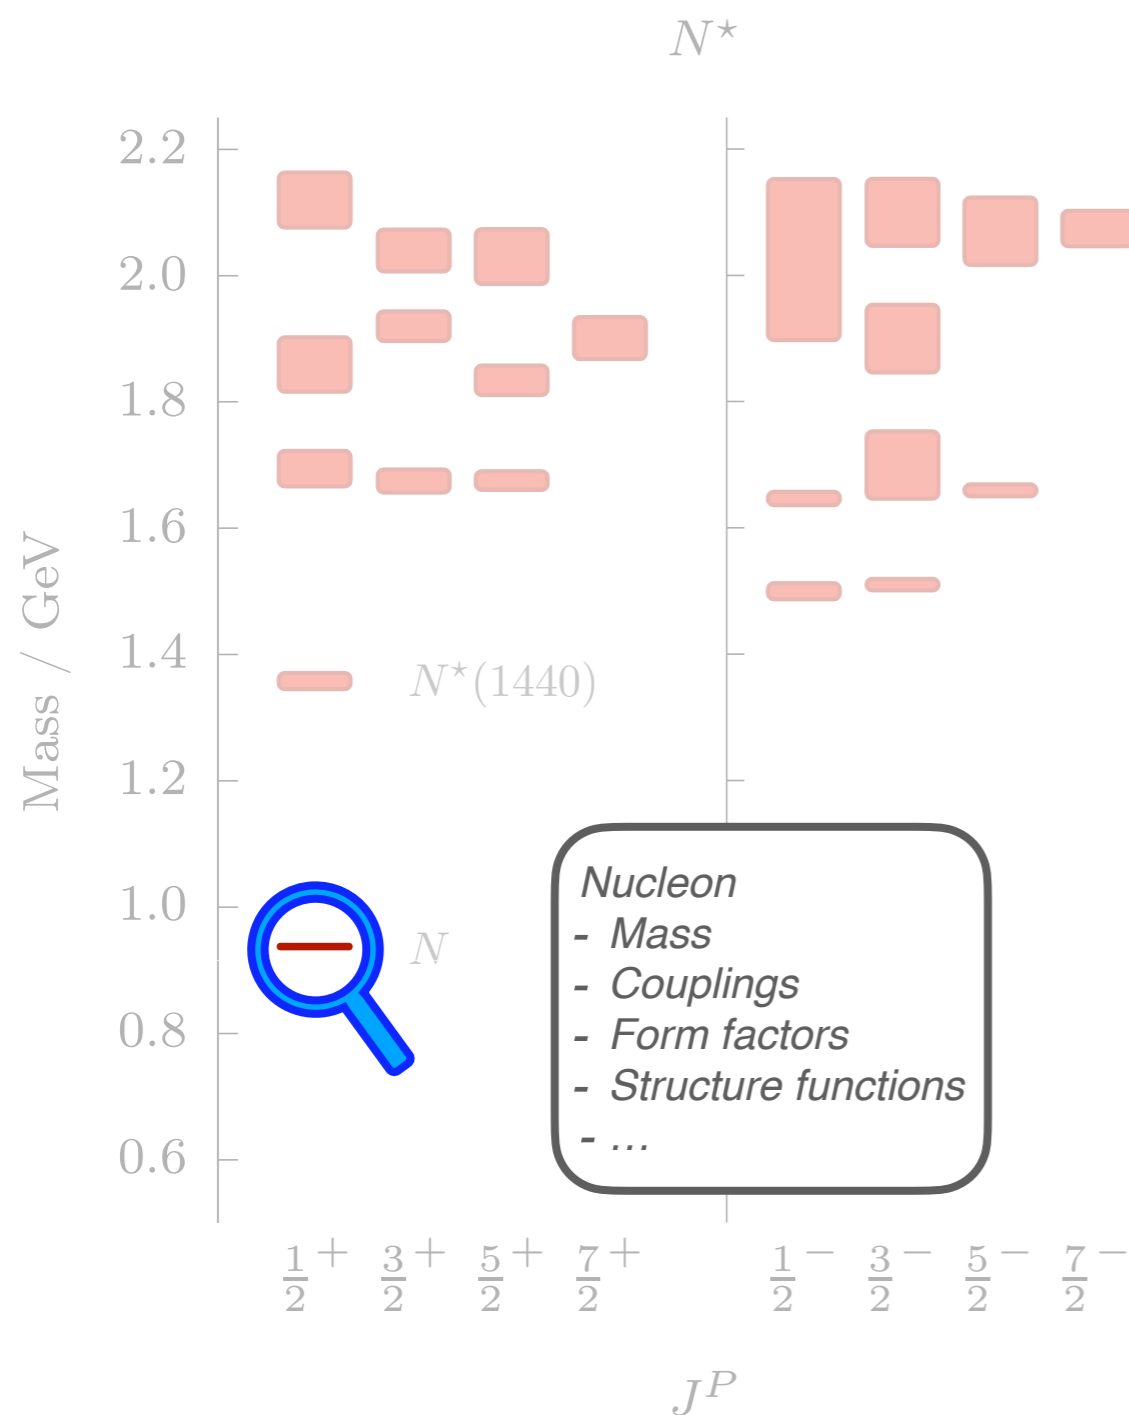 N⋆
2.2
2.0
1.8
1.6
1.4
1.2
1.0
0.8
0.6
Mass / GeV
N⋆(1440)
N
Nucleon
- Mass
- Couplings
- Form factors
- Structure functions
- ...
1/2+ 3/2+ 5/2+ 7/2+ 1/2− 3/2− 5/2− 7/2−
J^P